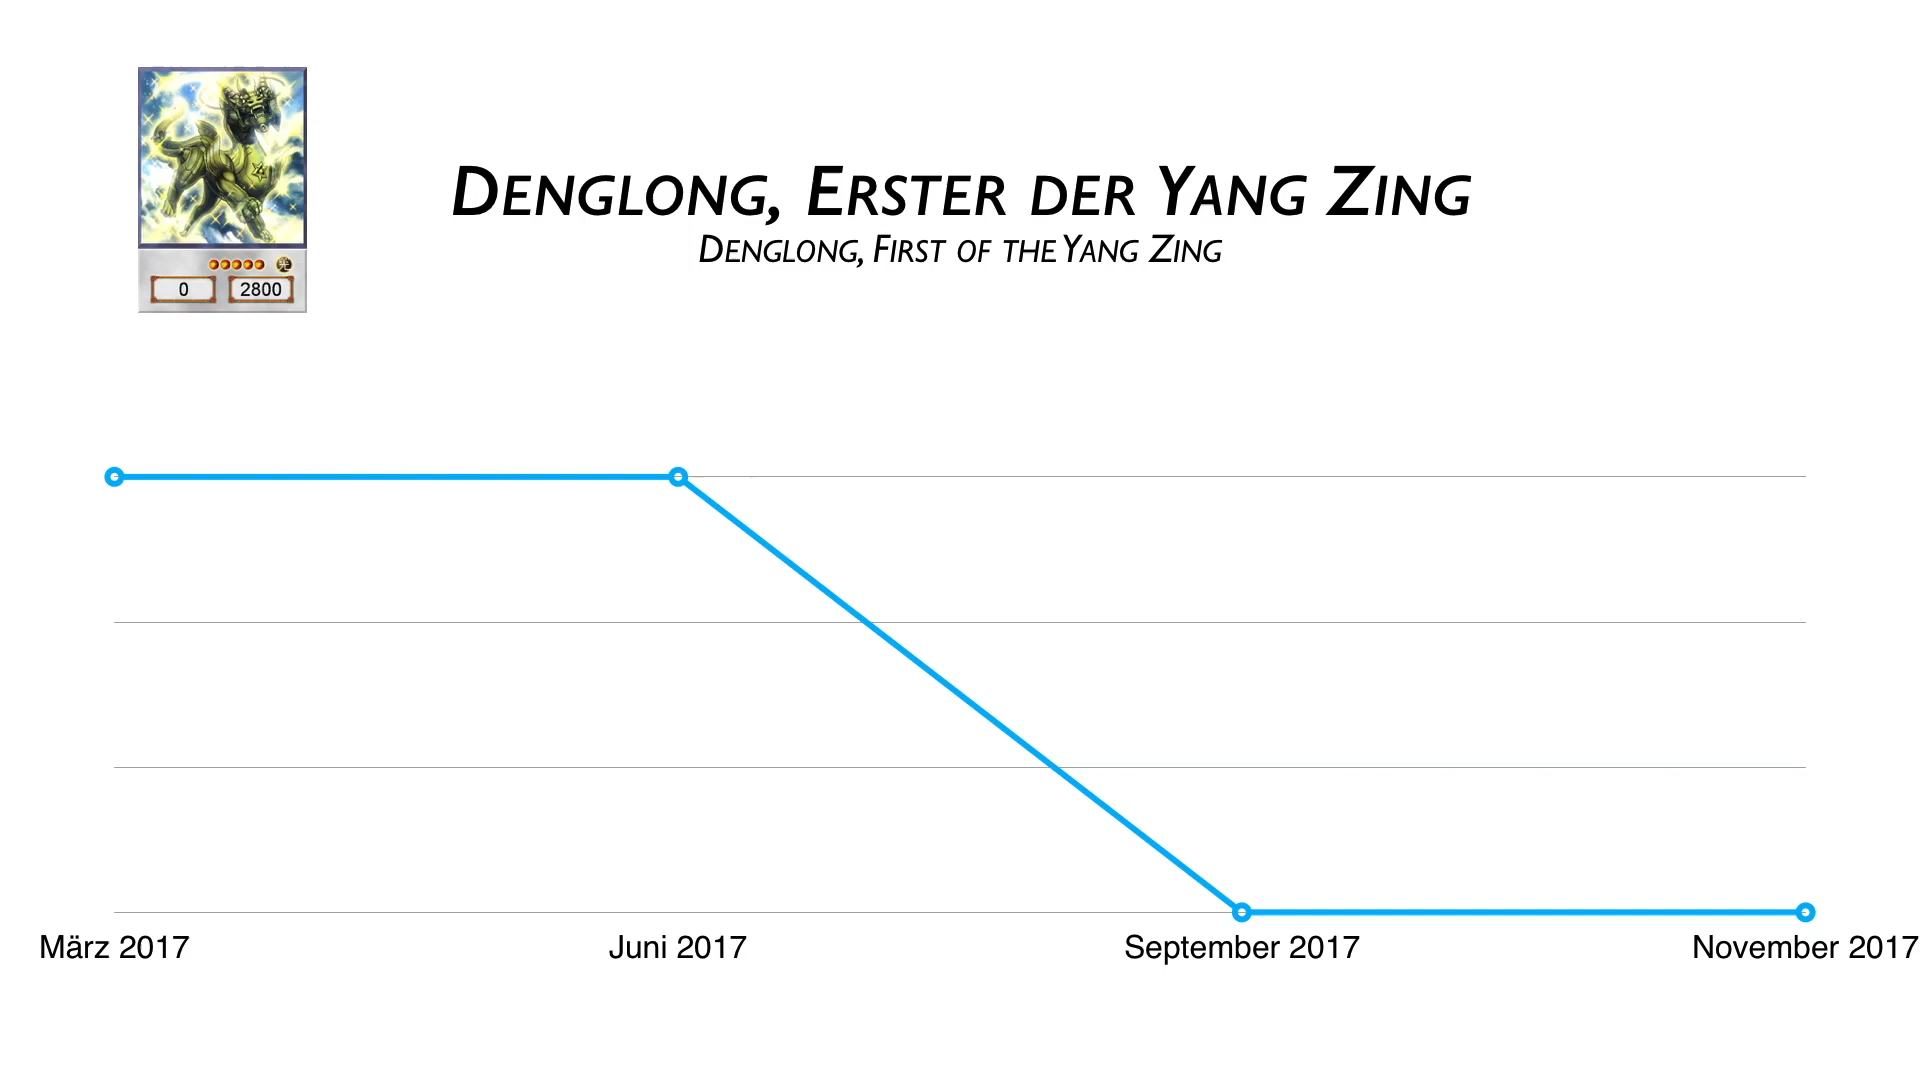 Denglong, Erster der Yang Zing
Denglong, First of the Yang Zing
光
0 2800
März 2017 Juni 2017 September 2017 November 2017